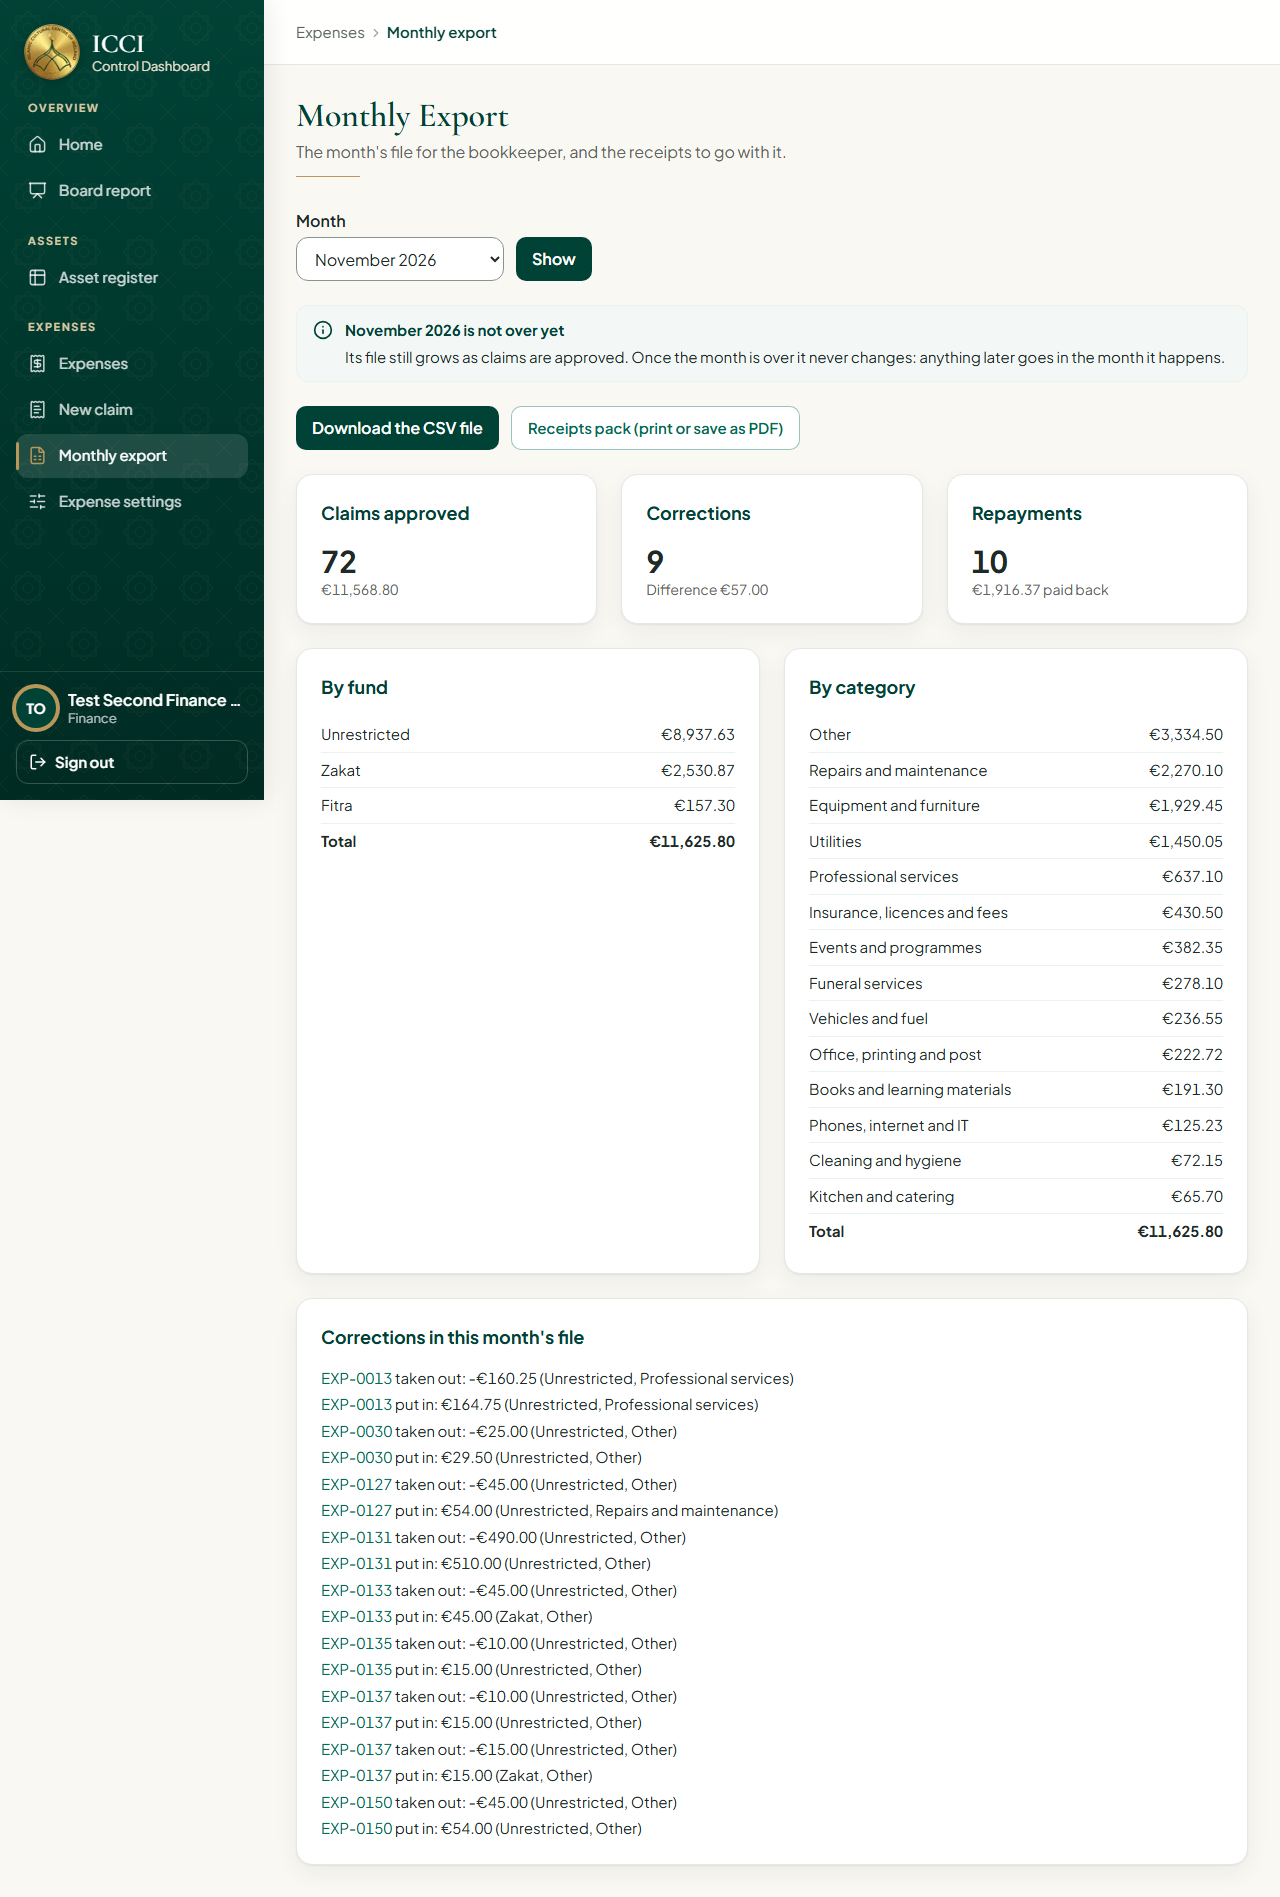 ICCI
Control Dashboard
OVERVIEW
Home
Board report
ASSETS
Asset register
EXPENSES
Expenses
New claim
Monthly export
Expense settings
TO
Test Second Finance ...
Finance
Sign out
Expenses > Monthly export
Monthly Export
The month's file for the bookkeeper, and the receipts to go with it.
Month
November 2026
Show
November 2026 is not over yet
Its file still grows as claims are approved. Once the month is over it never changes: anything later goes in the month it happens.
Download the CSV file
Receipts pack (print or save as PDF)
Claims approved
72
€11,568.80
Corrections
9
Difference €57.00
Repayments
10
€1,916.37 paid back
By fund
Unrestricted €8,937.63
Zakat €2,530.87
Fitra €157.30
Total €11,625.80
By category
Other €3,334.50
Repairs and maintenance €2,270.10
Equipment and furniture €1,929.45
Utilities €1,450.05
Professional services €637.10
Insurance, licences and fees €430.50
Events and programmes €382.35
Funeral services €278.10
Vehicles and fuel €236.55
Office, printing and post €222.72
Books and learning materials €191.30
Phones, internet and IT €125.23
Cleaning and hygiene €72.15
Kitchen and catering €65.70
Total €11,625.80
Corrections in this month's file
EXP-0013 taken out: -€160.25 (Unrestricted, Professional services)
EXP-0013 put in: €164.75 (Unrestricted, Professional services)
EXP-0030 taken out: -€25.00 (Unrestricted, Other)
EXP-0030 put in: €29.50 (Unrestricted, Other)
EXP-0127 taken out: -€45.00 (Unrestricted, Other)
EXP-0127 put in: €54.00 (Unrestricted, Repairs and maintenance)
EXP-0131 taken out: -€490.00 (Unrestricted, Other)
EXP-0131 put in: €510.00 (Unrestricted, Other)
EXP-0133 taken out: -€45.00 (Unrestricted, Other)
EXP-0133 put in: €45.00 (Zakat, Other)
EXP-0135 taken out: -€10.00 (Unrestricted, Other)
EXP-0135 put in: €15.00 (Unrestricted, Other)
EXP-0137 taken out: -€10.00 (Unrestricted, Other)
EXP-0137 put in: €15.00 (Unrestricted, Other)
EXP-0137 taken out: -€15.00 (Unrestricted, Other)
EXP-0137 put in: €15.00 (Zakat, Other)
EXP-0150 taken out: -€45.00 (Unrestricted, Other)
EXP-0150 put in: €54.00 (Unrestricted, Other)